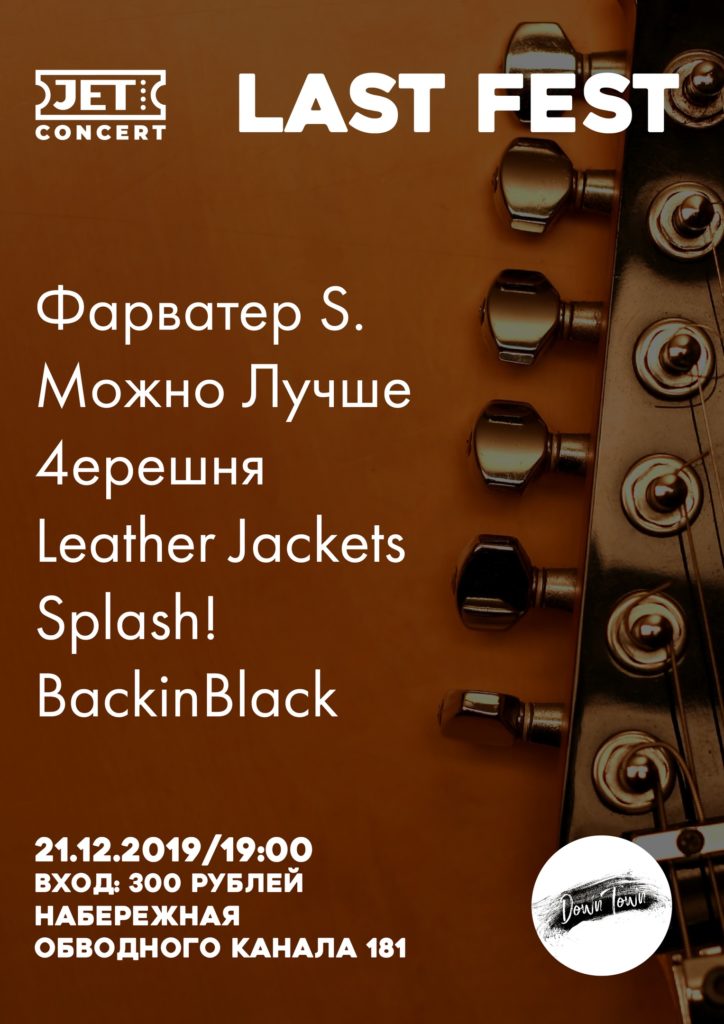 JET
CONCERT
LAST FEST
Фарватер S.
Можно Лучше
4ерешня
Leather Jackets
Splash!
BackinBlack
21.12.2019/19:00
ВХОД: 300 РУБЛЕЙ
НАБЕРЕЖНАЯ
ОБВОДНОГО КАНАЛА 181
Down Town